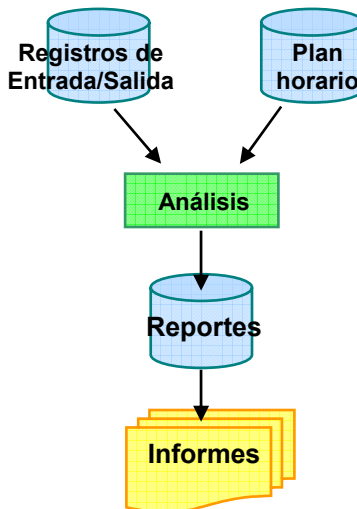 Registros de
Entrada/Salida
Plan
horario
Análisis
Reportes
Informes